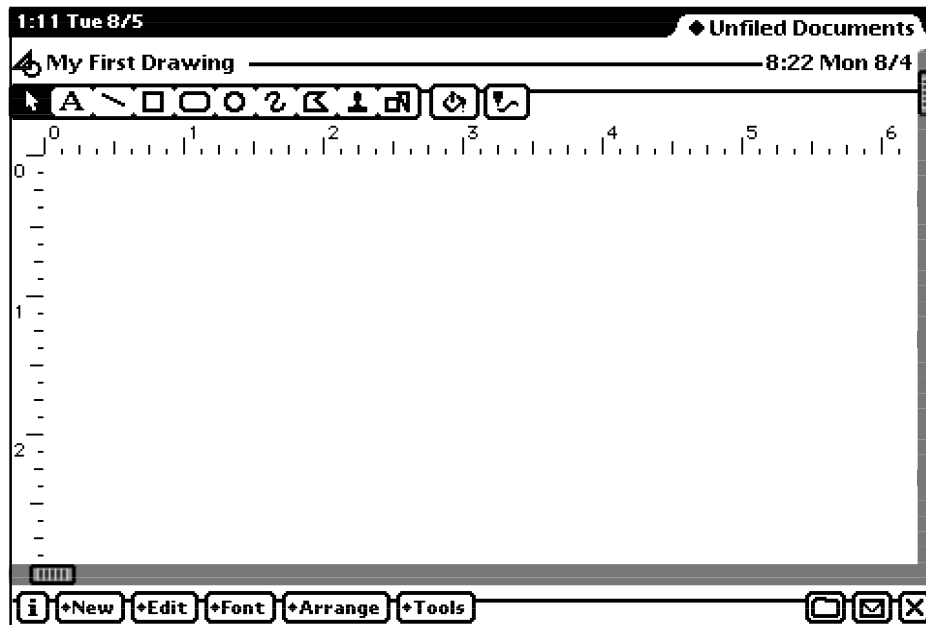 1:11 Tue 8/5
◆Unfiled Documents
My First Drawing
8:22 Mon 8/4
A
0 1 2 3 4 5 6
0
1
2
i ◆New ◆Edit ◆Font ◆Arrange ◆Tools